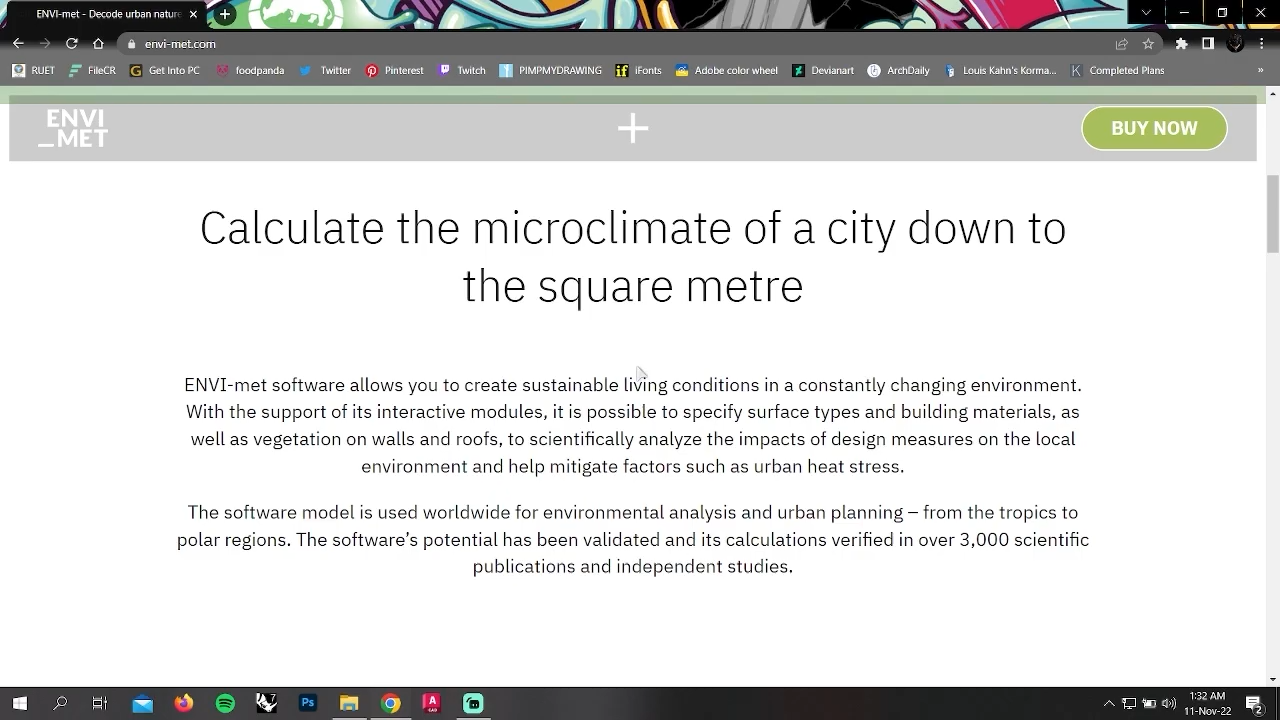 ENVI-met - Decode urban nature
envi-met.com
RUET
FileCR
Get Into PC
foodpanda
Twitter
Pinterest
Twitch
PIMPMYDRAWING
iFonts
Adobe color wheel
Devianart
ArchDaily
Louis Kahn's Korma...
Completed Plans
»
ENVI
_MET
BUY NOW
Calculate the microclimate of a city down to
the square metre
ENVI-met software allows you to create sustainable living conditions in a constantly changing environment.
With the support of its interactive modules, it is possible to specify surface types and building materials, as
well as vegetation on walls and roofs, to scientifically analyze the impacts of design measures on the local
environment and help mitigate factors such as urban heat stress.
The software model is used worldwide for environmental analysis and urban planning – from the tropics to
polar regions. The software’s potential has been validated and its calculations verified in over 3,000 scientific
publications and independent studies.
Ps
1:32 AM
11-Nov-22
2